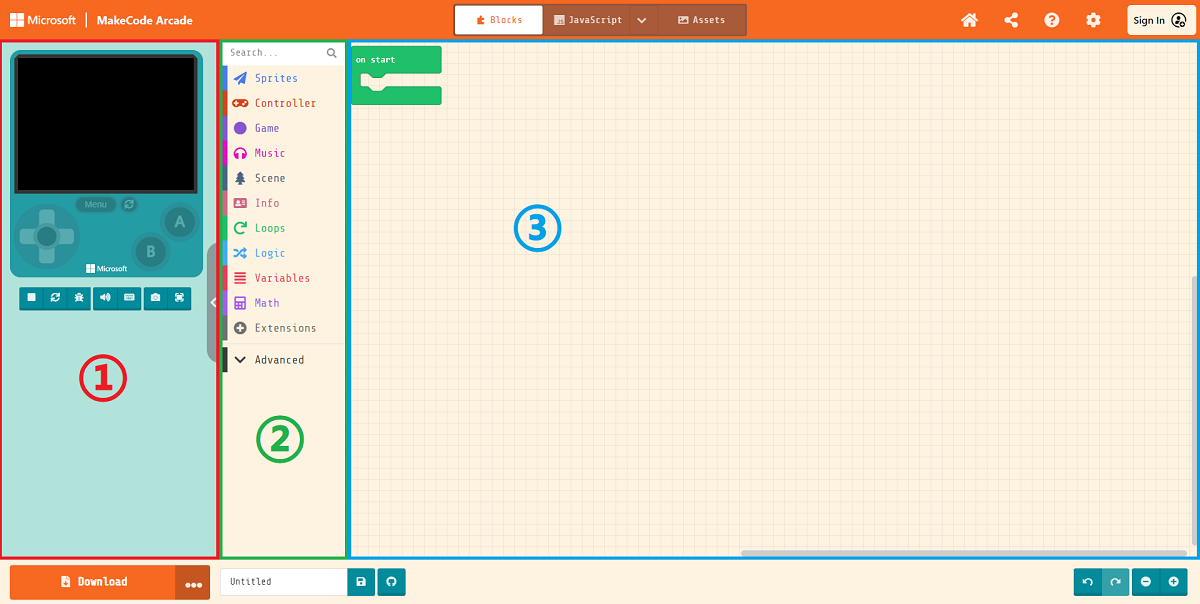 Microsoft | MakeCode Arcade
Blocks
JavaScript
Assets
Sign In
Menu
A
B
Microsoft
①
Search...
Sprites
Controller
Game
Music
Scene
Info
Loops
Logic
Variables
Math
Extensions
Advanced
②
on start
③
Download
Untitled